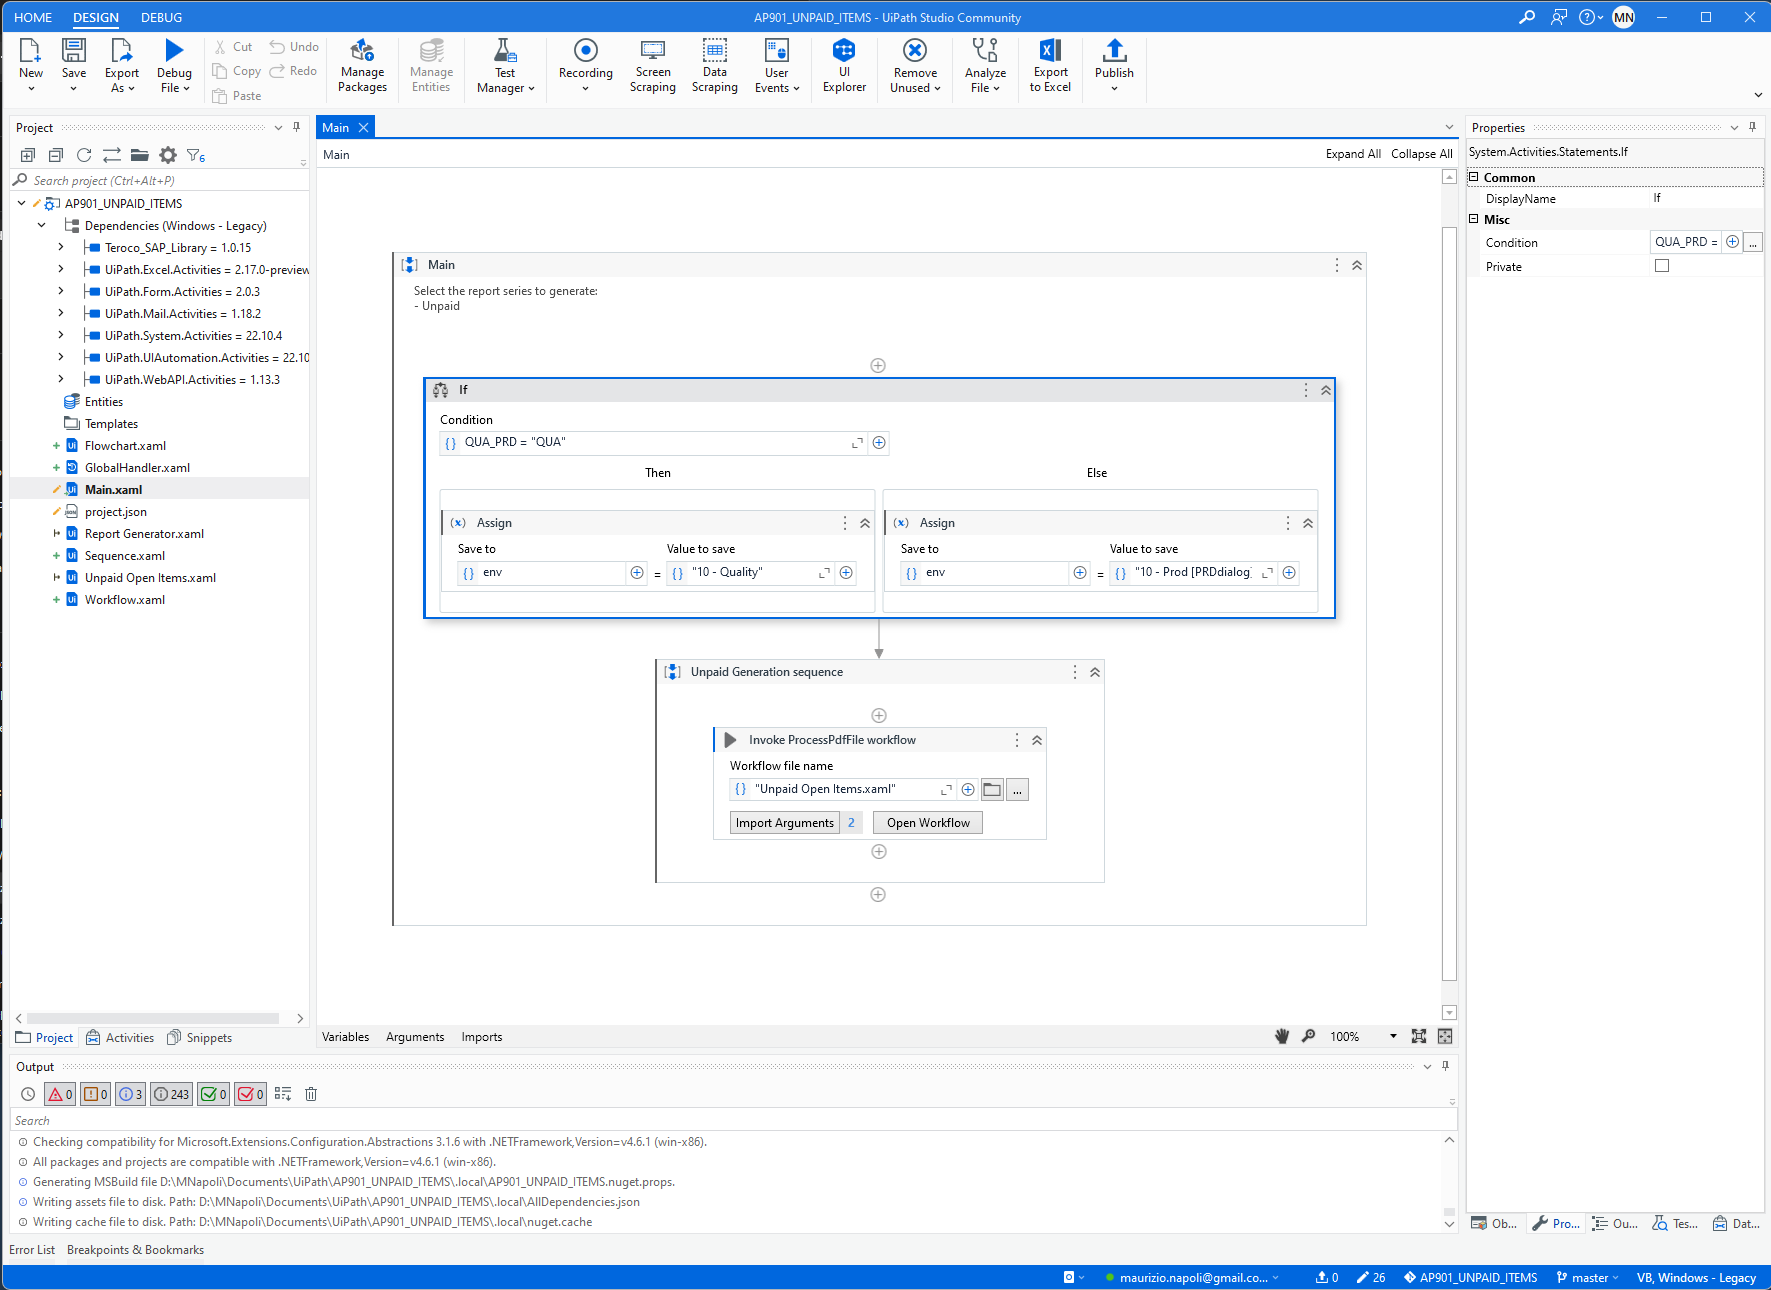 HOME DESIGN DEBUG
AP901_UNPAID_ITEMS - UiPath Studio Community
MN
New
Save
Export As
Debug File
Cut
Copy
Paste
Undo
Redo
Manage Packages
Manage Entities
Test Manager
Recording
Screen Scraping
Data Scraping
User Events
UI Explorer
Remove Unused
Analyze File
Export to Excel
Publish
Project
6
Search project (Ctrl+Alt+P)
AP901_UNPAID_ITEMS
Dependencies (Windows - Legacy)
Teroco_SAP_Library = 1.0.15
UiPath.Excel.Activities = 2.17.0-preview
UiPath.Form.Activities = 2.0.3
UiPath.Mail.Activities = 1.18.2
UiPath.System.Activities = 22.10.4
UiPath.UIAutomation.Activities = 22.10
UiPath.WebAPI.Activities = 1.13.3
Entities
Templates
Flowchart.xaml
GlobalHandler.xaml
Main.xaml
project.json
Report Generator.xaml
Sequence.xaml
Unpaid Open Items.xaml
Workflow.xaml
Project Activities Snippets
Main
Main
Expand All Collapse All
Main
Select the report series to generate:
- Unpaid
If
Condition
QUA_PRD = "QUA"
Then Else
Assign
Save to Value to save
env = "10 - Quality"
Assign
Save to Value to save
env = "10 - Prod [PRDdialog]
Unpaid Generation sequence
Invoke ProcessPdfFile workflow
Workflow file name
"Unpaid Open Items.xaml"
...
Import Arguments 2 Open Workflow
Variables Arguments Imports
100%
Properties
System.Activities.Statements.If
Common
DisplayName If
Misc
Condition QUA_PRD = ...
Private
Ob... Pro... Ou... Tes... Dat...
Output
0 0 3 243 0 0
Search
Checking compatibility for Microsoft.Extensions.Configuration.Abstractions 3.1.6 with .NETFramework,Version=v4.6.1 (win-x86).
All packages and projects are compatible with .NETFramework,Version=v4.6.1 (win-x86).
Generating MSBuild file D:\MNapoli\Documents\UiPath\AP901_UNPAID_ITEMS\.local\AP901_UNPAID_ITEMS.nuget.props.
Writing assets file to disk. Path: D:\MNapoli\Documents\UiPath\AP901_UNPAID_ITEMS\.local\AllDependencies.json
Writing cache file to disk. Path: D:\MNapoli\Documents\UiPath\AP901_UNPAID_ITEMS\.local\nuget.cache
Error List Breakpoints & Bookmarks
maurizio.napoli@gmail.co... 0 26 AP901_UNPAID_ITEMS master VB, Windows - Legacy